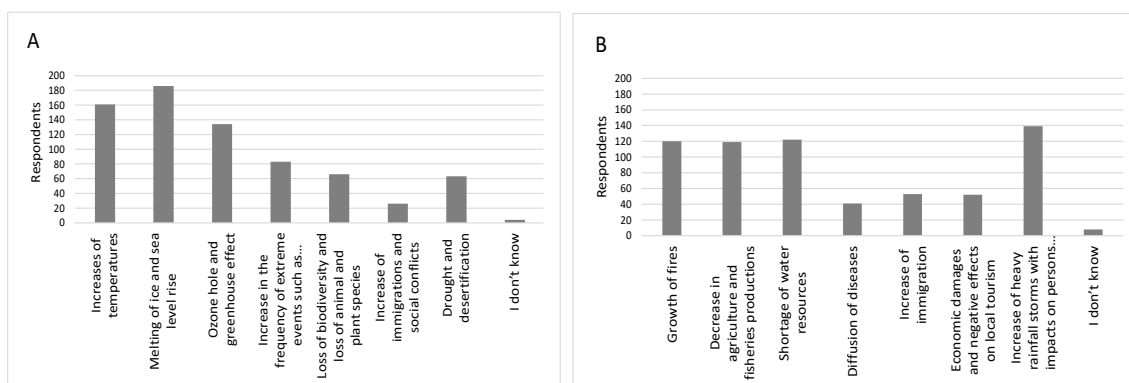 A
Respondents
200
180
160
140
120
100
80
60
40
20
0
Increases of
temperatures
Melting of ice and sea
level rise
Ozone hole and
greenhouse effect
Increase in the
frequency of extreme
events such as...
Loss of biodiversity and
loss of animal and
plant species
Increase of
immigrations and
social conflicts
Drought and
desertification
I don't know
B
Respondents
200
180
160
140
120
100
80
60
40
20
0
Growth of fires
Decrease in
agriculture and
fisheries productions
Shortage of water
resources
Diffusion of diseases
Increase of
immigration
Economic damages
and negative effects
on local tourism
Increase of heavy
rainfall storms with
impacts on persons...
I don't know